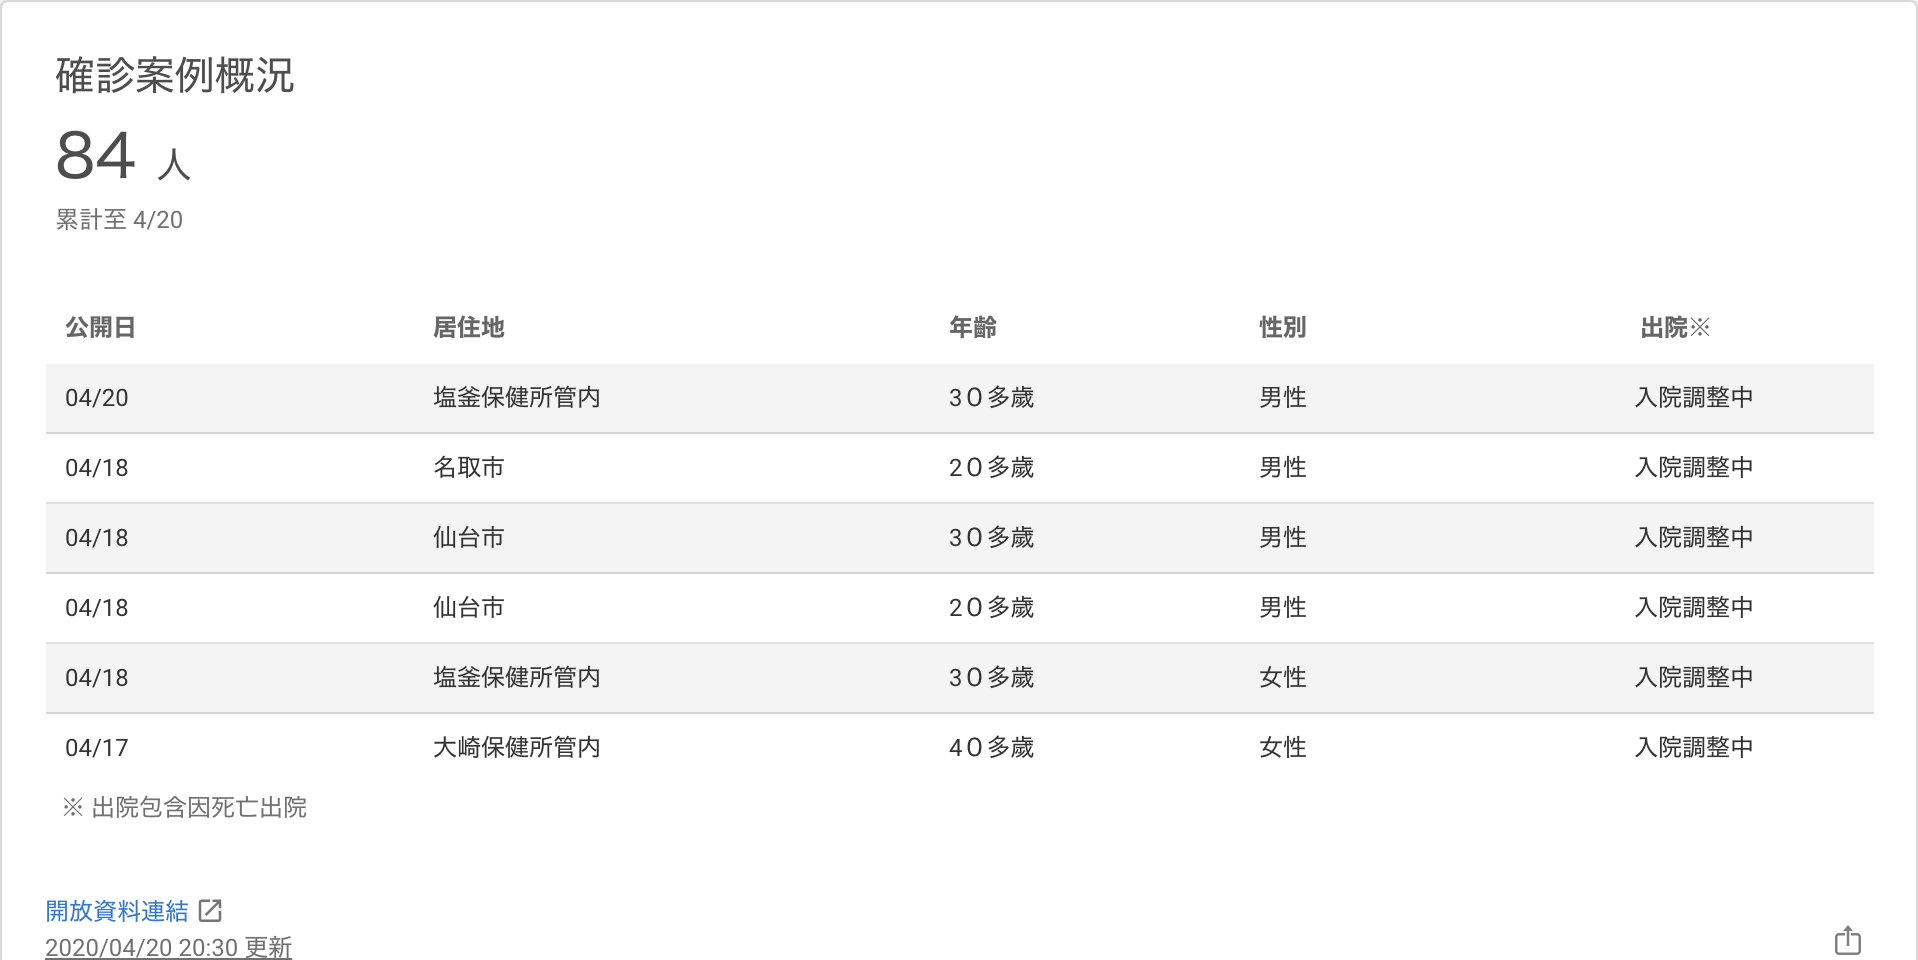 確診案例概況
84 人
累計至 4/20
公開日 居住地 年齡 性別 出院※
04/20 塩釜保健所管内 3０多歲 男性 入院調整中
04/18 名取市 2０多歲 男性 入院調整中
04/18 仙台市 3０多歲 男性 入院調整中
04/18 仙台市 2０多歲 男性 入院調整中
04/18 塩釜保健所管内 3０多歲 女性 入院調整中
04/17 大崎保健所管内 4０多歲 女性 入院調整中
※ 出院包含因死亡出院
開放資料連結
2020/04/20 20:30 更新